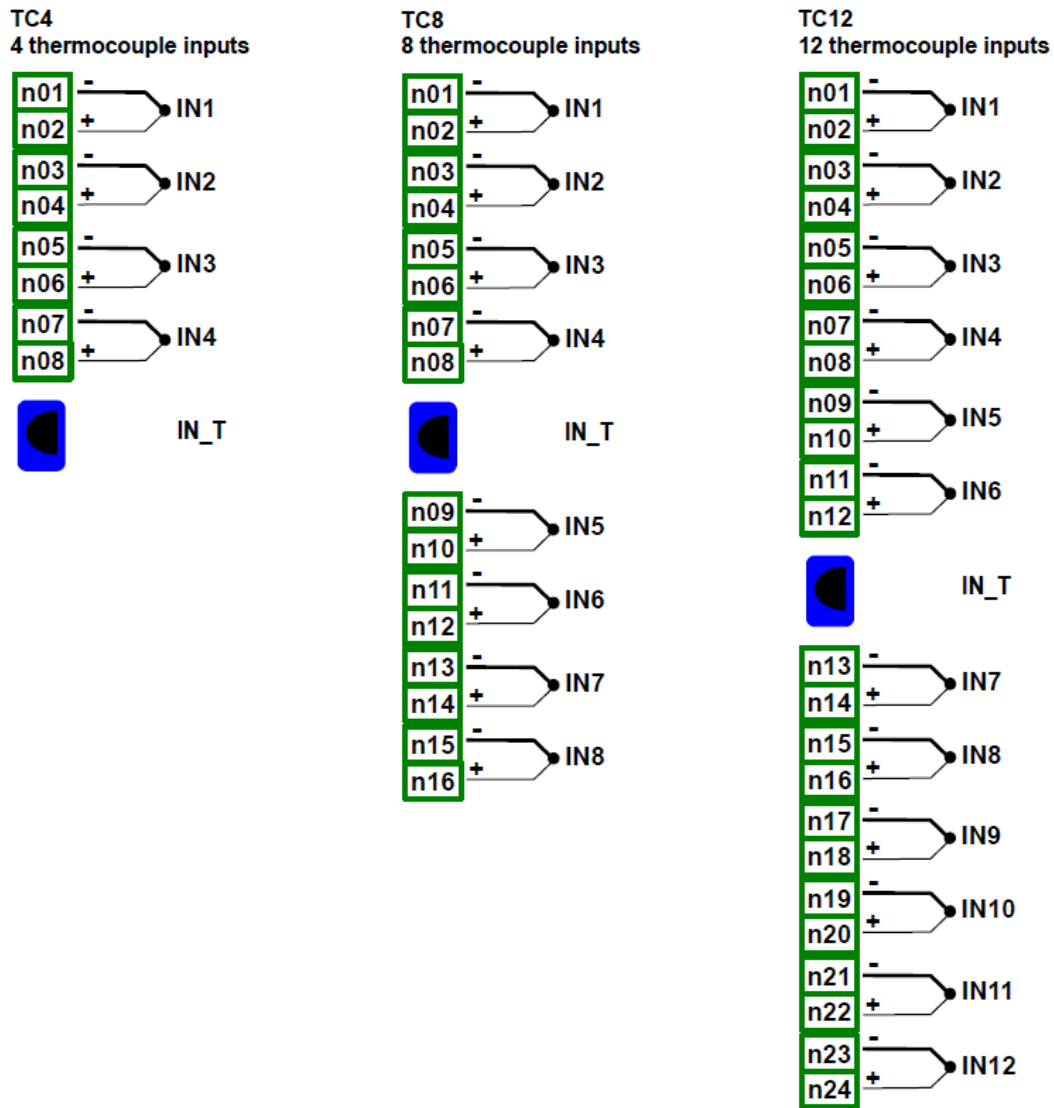 TC4
4 thermocouple inputs
n01 -
n02 + IN1
n03 -
n04 + IN2
n05 -
n06 + IN3
n07 -
n08 + IN4
IN_T
TC8
8 thermocouple inputs
n01 -
n02 + IN1
n03 -
n04 + IN2
n05 -
n06 + IN3
n07 -
n08 + IN4
IN_T
n09 -
n10 + IN5
n11 -
n12 + IN6
n13 -
n14 + IN7
n15 -
n16 + IN8
TC12
12 thermocouple inputs
n01 -
n02 + IN1
n03 -
n04 + IN2
n05 -
n06 + IN3
n07 -
n08 + IN4
n09 -
n10 + IN5
n11 -
n12 + IN6
IN_T
n13 -
n14 + IN7
n15 -
n16 + IN8
n17 -
n18 + IN9
n19 -
n20 + IN10
n21 -
n22 + IN11
n23 -
n24 + IN12